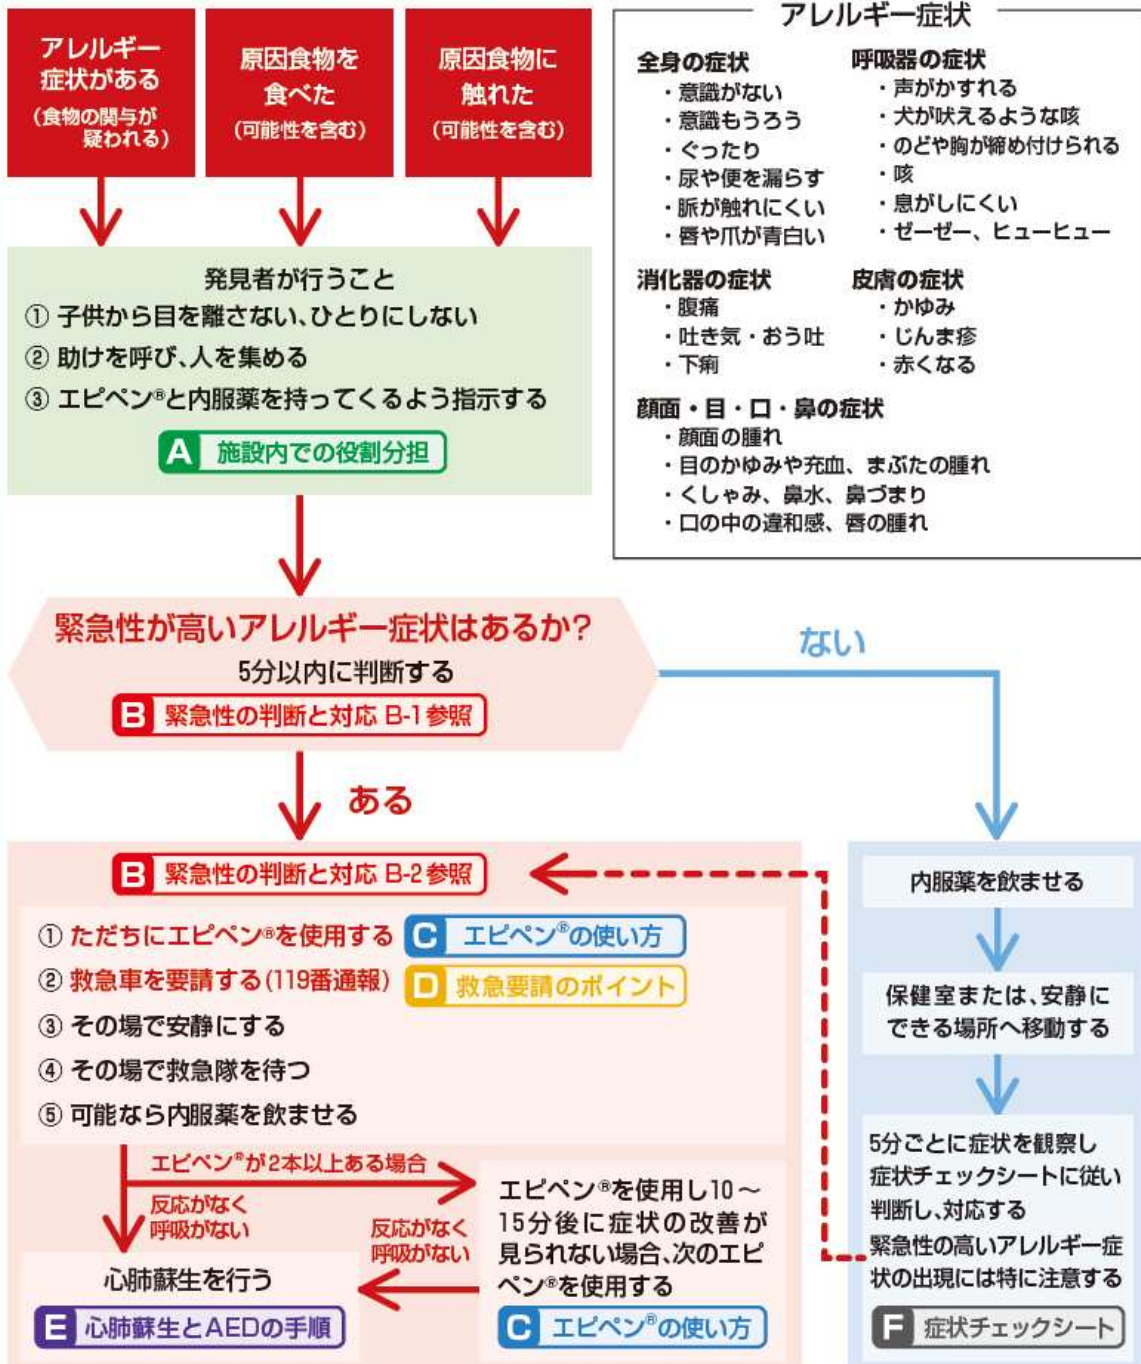 アレルギー
症状がある
(食物の関与が
疑われる)
原因食物を
食べた
(可能性を含む)
原因食物に
触れた
(可能性を含む)
アレルギー症状
全身の症状
・意識がない
・意識もうろう
・ぐったり
・尿や便を漏らす
・脈が触れにくい
・唇や爪が青白い
呼吸器の症状
・声がかすれる
・犬が吠えるような咳
・のどや胸が締め付けられる
・咳
・息がしにくい
・ゼーゼー、ヒューヒュー
消化器の症状
・腹痛
・吐き気・おう吐
・下痢
皮膚の症状
・かゆみ
・じんま疹
・赤くなる
顔面・目・口・鼻の症状
・顔面の腫れ
・目のかゆみや充血、まぶたの腫れ
・くしゃみ、鼻水、鼻づまり
・口の中の違和感、唇の腫れ
発見者が行うこと
① 子供から目を離さない、ひとりにしない
② 助けを呼び、人を集める
③ エピペン®と内服薬を持ってくるよう指示する
A 施設内での役割分担
緊急性が高いアレルギー症状はあるか?
5分以内に判断する
B 緊急性の判断と対応 B-1参照
ない
ある
B 緊急性の判断と対応 B-2参照
① ただちにエピペン®を使用する C エピペン®の使い方
② 救急車を要請する(119番通報) D 救急要請のポイント
③ その場で安静にする
④ その場で救急隊を待つ
⑤ 可能なら内服薬を飲ませる
エピペン®が2本以上ある場合
反応がなく
呼吸がない
反応がなく
呼吸がない
エピペン®を使用し10～
15分後に症状の改善が
見られない場合、次のエピ
ペン®を使用する
C エピペン®の使い方
心肺蘇生を行う
E 心肺蘇生とAEDの手順
内服薬を飲ませる
保健室または、安静に
できる場所へ移動する
5分ごとに症状を観察し
症状チェックシートに従い
判断し、対応する
緊急性の高いアレルギー症
状の出現には特に注意する
F 症状チェックシート